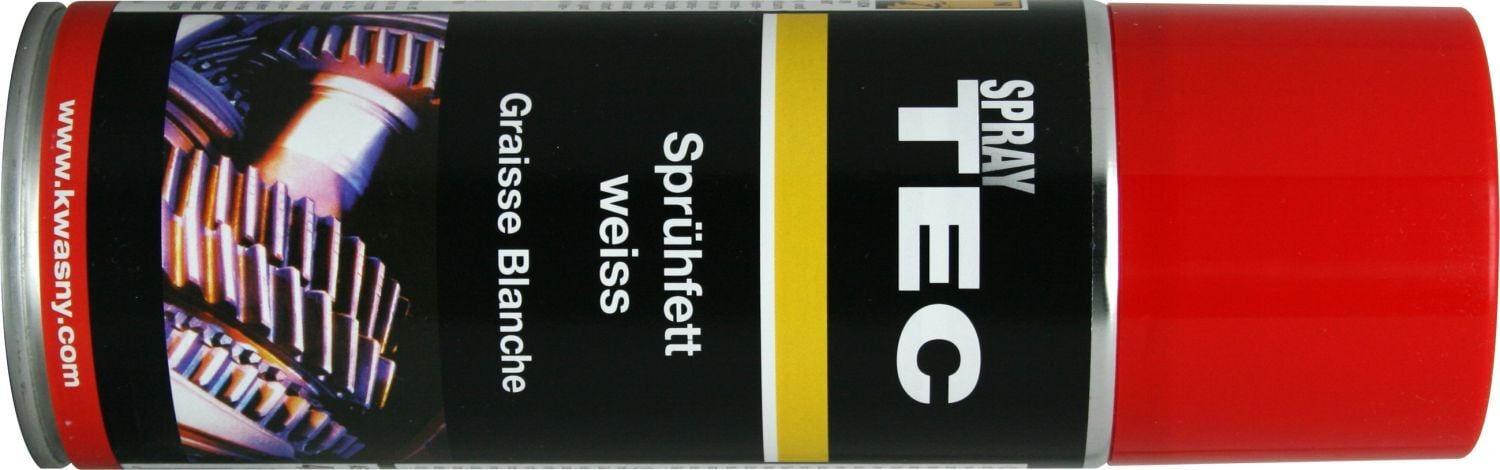 SPRAY
TEC
Sprühfett
weiss
Graisse Blanche
www.kwasny.com